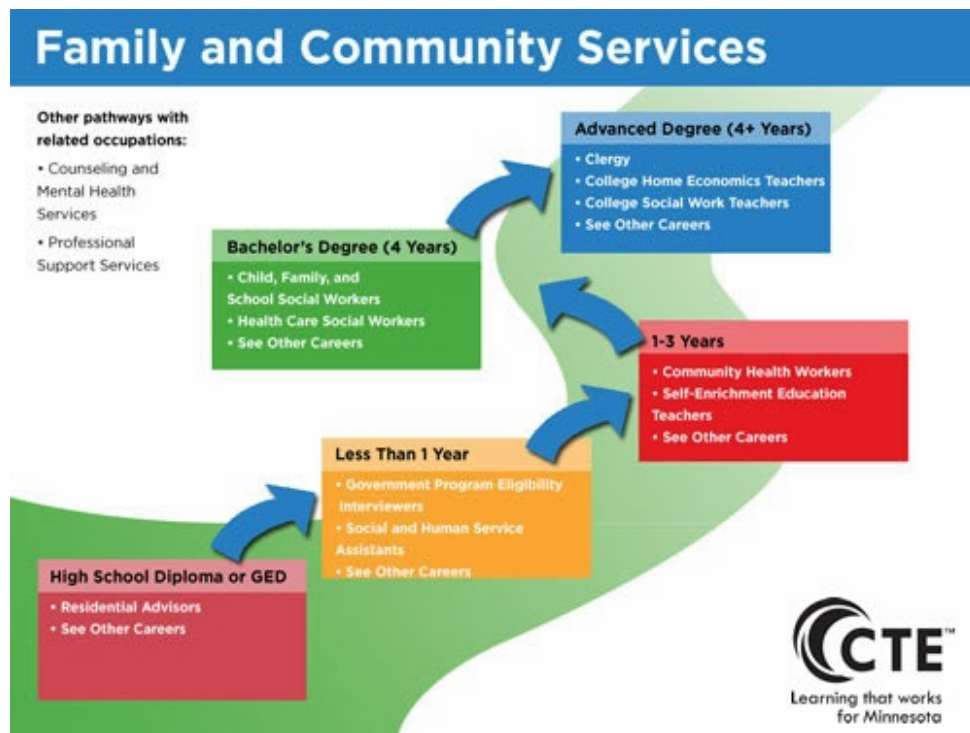 Family and Community Services
Other pathways with
related occupations:
• Counseling and
Mental Health
Services
• Professional
Support Services
Advanced Degree (4+ Years)
• Clergy
• College Home Economics Teachers
• College Social Work Teachers
• See Other Careers
Bachelor's Degree (4 Years)
• Child, Family, and
School Social Workers
• Health Care Social Workers
• See Other Careers
1-3 Years
• Community Health Workers
• Self-Enrichment Education
Teachers
• See Other Careers
Less Than 1 Year
• Government Program Eligibility
Interviewers
• Social and Human Service
Assistants
• See Other Careers
High School Diploma or GED
• Residential Advisors
• See Other Careers
CTE™
Learning that works
for Minnesota